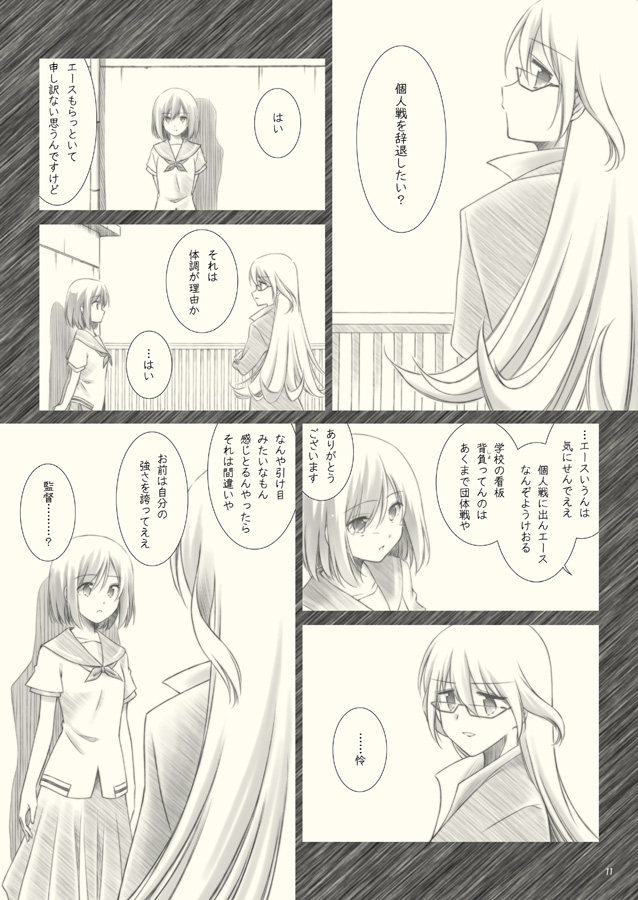 個人戦を辞退したい?
はい
エースもらっといて
申し訳ない思うんですけど
それは
体調が理由か
…はい
…エースいうんは
気にせんでええ
個人戦に出んエース
なんぞようけおる
学校の看板
背負ってんのは
あくまで団体戦や
ありがとう
ございます
……怜
なんや引け目
みたいなもん
感じとるんやったら
それは間違いや
お前は自分の
強さを誇ってええ
監督………?
11